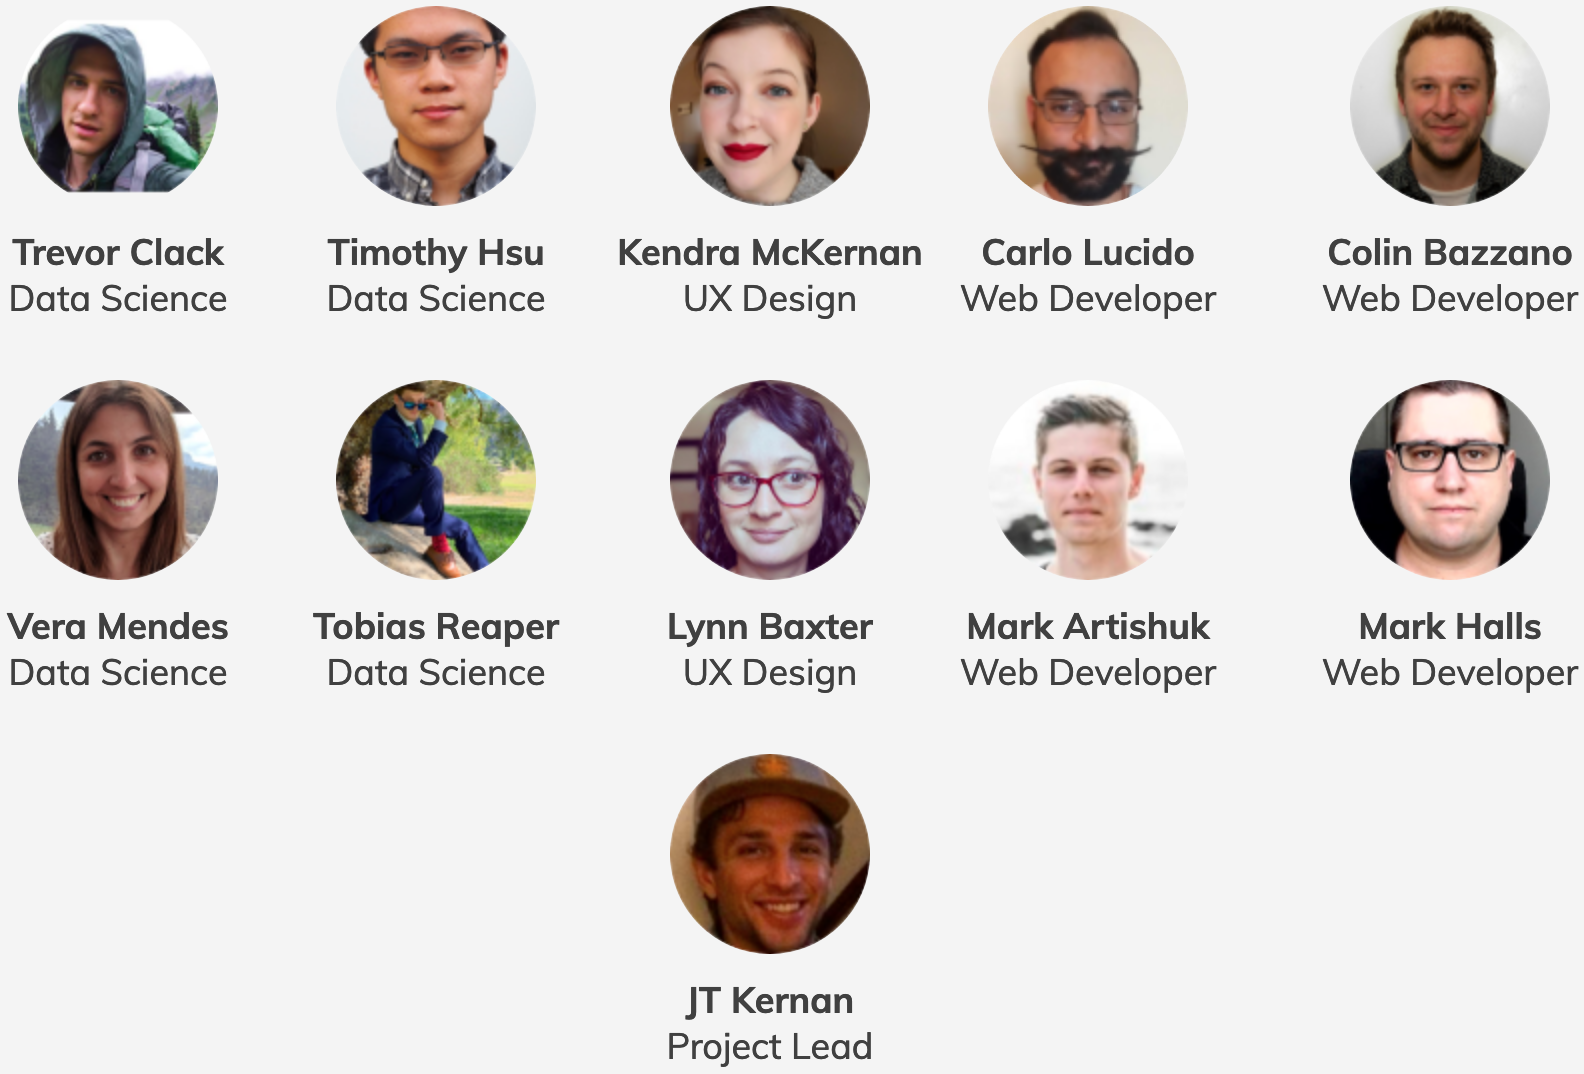 Trevor Clack
Data Science
Timothy Hsu
Data Science
Kendra McKernan
UX Design
Carlo Lucido
Web Developer
Colin Bazzano
Web Developer
Vera Mendes
Data Science
Tobias Reaper
Data Science
Lynn Baxter
UX Design
Mark Artishuk
Web Developer
Mark Halls
Web Developer
JT Kernan
Project Lead